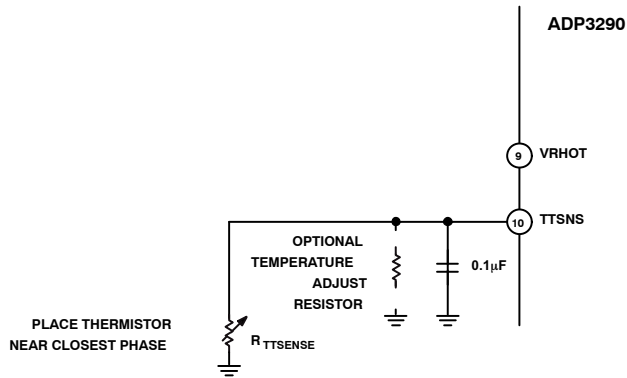 ADP3290
9 VRHOT
10 TTSNS
OPTIONAL
TEMPERATURE
ADJUST
RESISTOR
0.1μF
PLACE THERMISTOR
NEAR CLOSEST PHASE
R TTSENSE